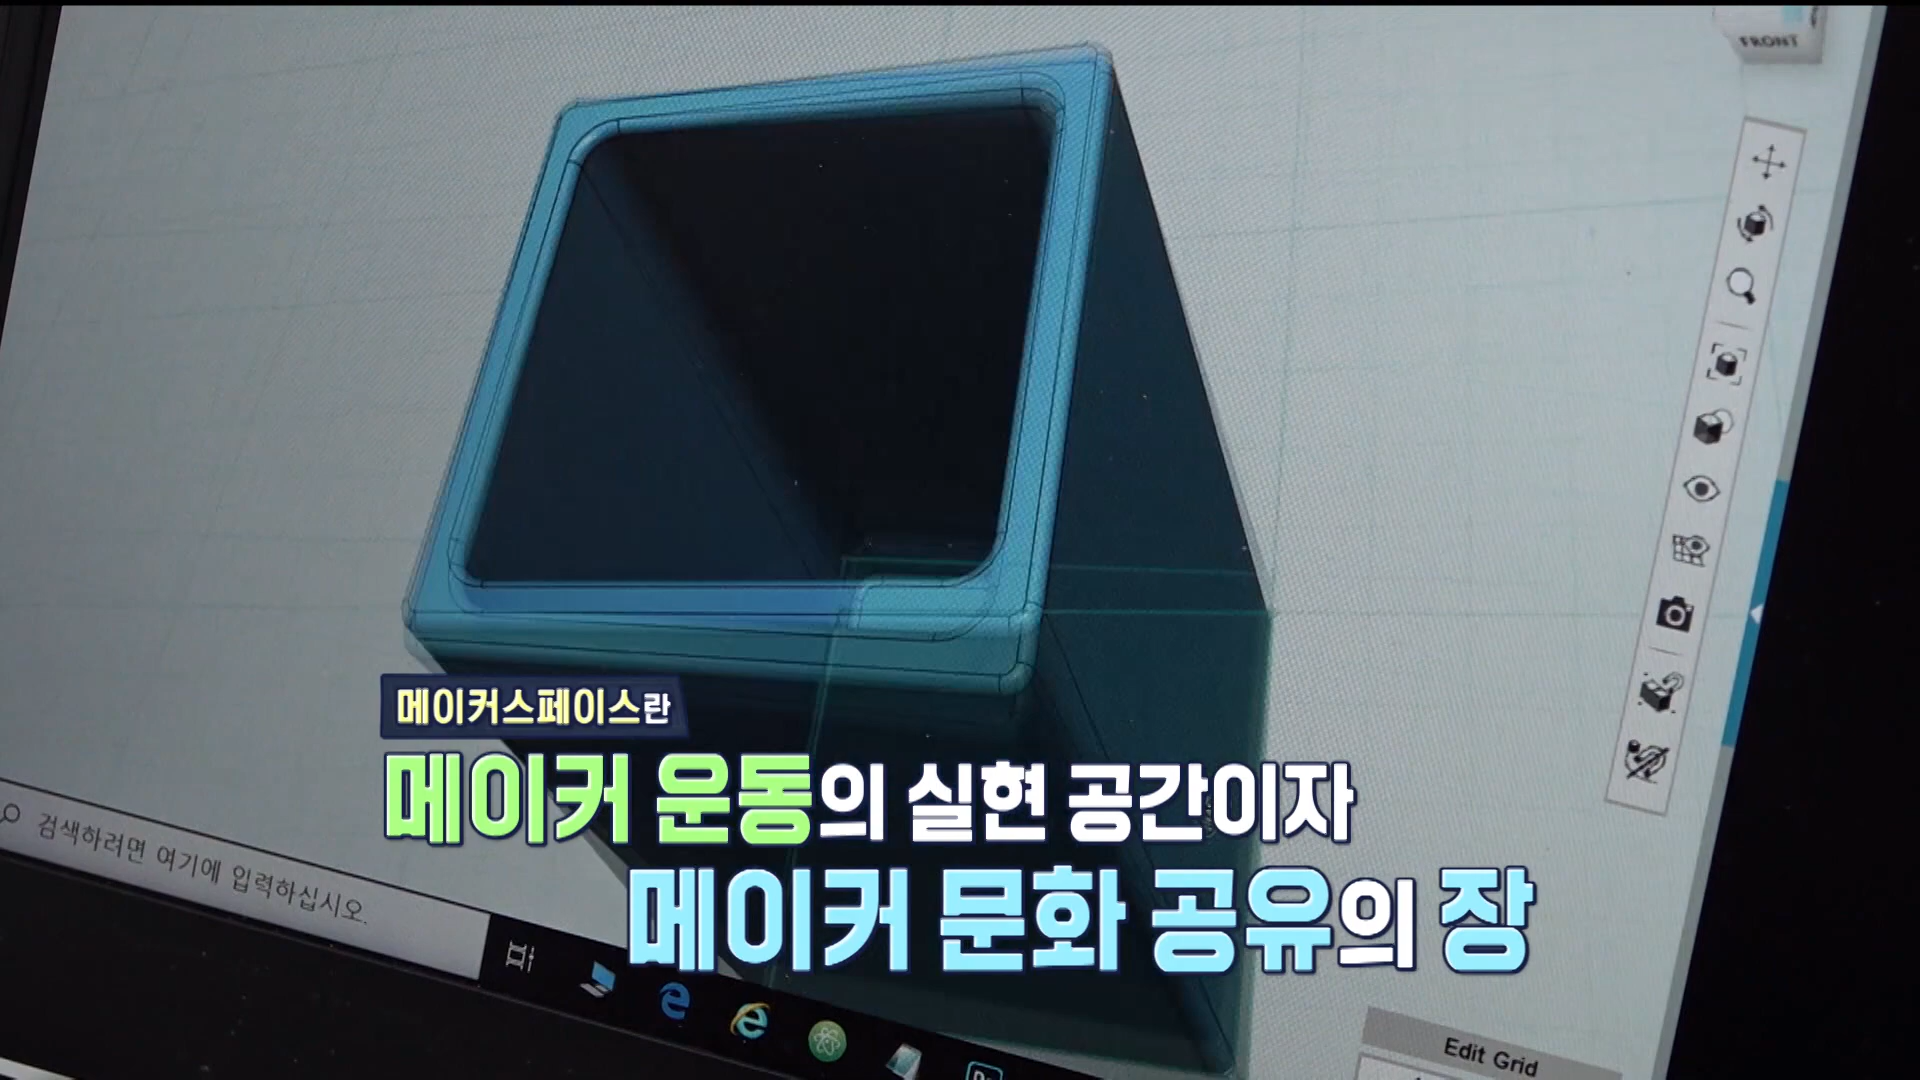 FRONT
메이커스페이스란
메이커 운동의 실현 공간이자
메이커 문화 공유의 장
검색하려면 여기에 입력하십시오.
Edit Grid